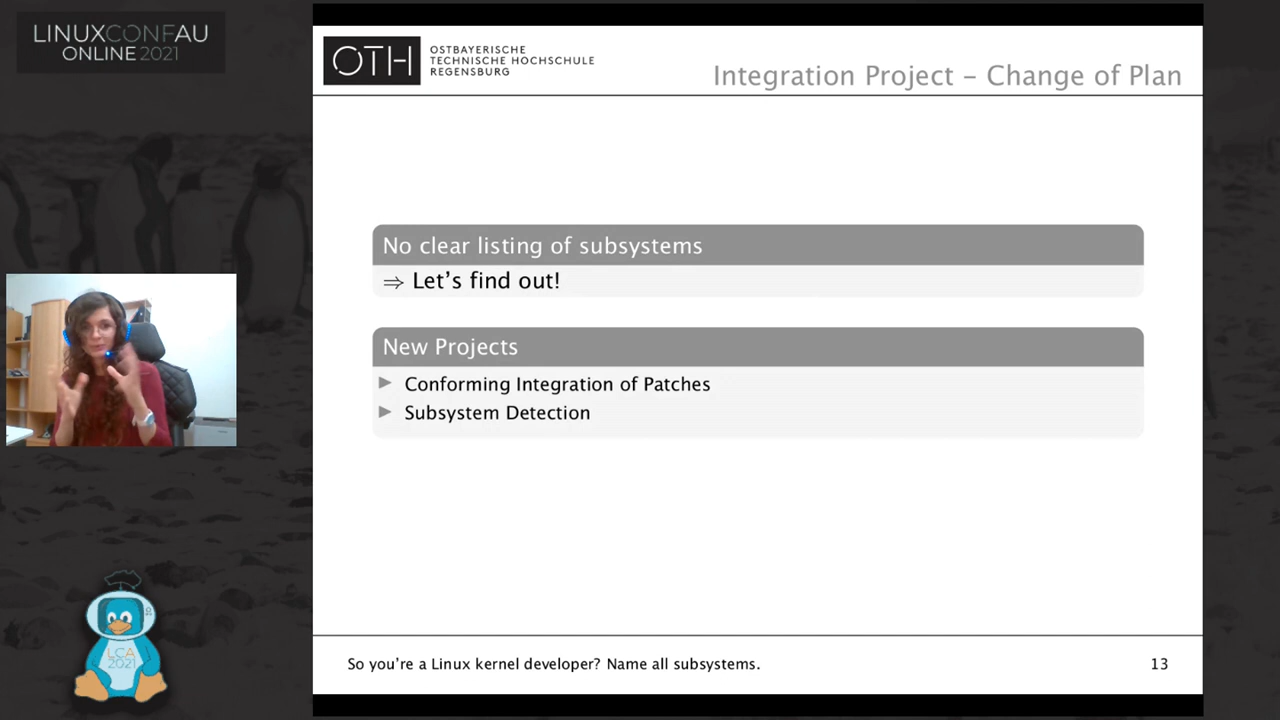 LINUXCONFAU
ONLINE 2021
OTH
OSTBAYERISCHE
TECHNISCHE HOCHSCHULE
REGENSBURG
Integration Project – Change of Plan
No clear listing of subsystems
⇒ Let's find out!
New Projects
Conforming Integration of Patches
Subsystem Detection
LCA
2021
So you're a Linux kernel developer? Name all subsystems.
13